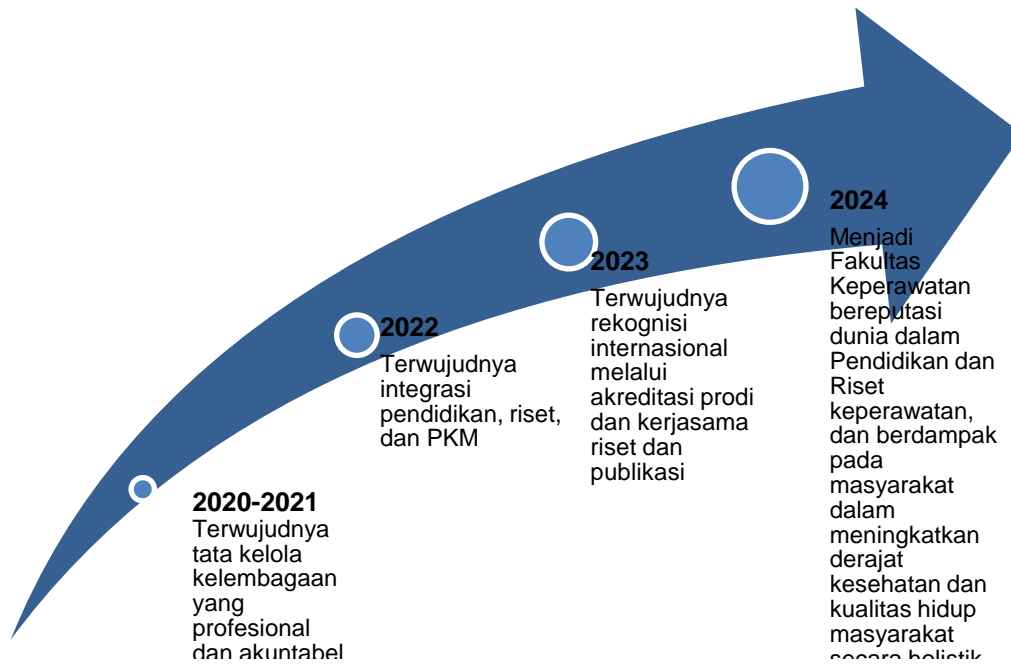 2020-2021
Terwujudnya
tata kelola
kelembagaan
yang
profesional
dan akuntabel
2022
Terwujudnya
integrasi
pendidikan, riset,
dan PKM
2023
Terwujudnya
rekognisi
internasional
melalui
akreditasi prodi
dan kerjasama
riset dan
publikasi
2024
Menjadi
Fakultas
Keperawatan
bereputasi
dunia dalam
Pendidikan dan
Riset
keperawatan,
dan berdampak
pada
masyarakat
dalam
meningkatkan
derajat
kesehatan dan
kualitas hidup
masyarakat
secara holistik